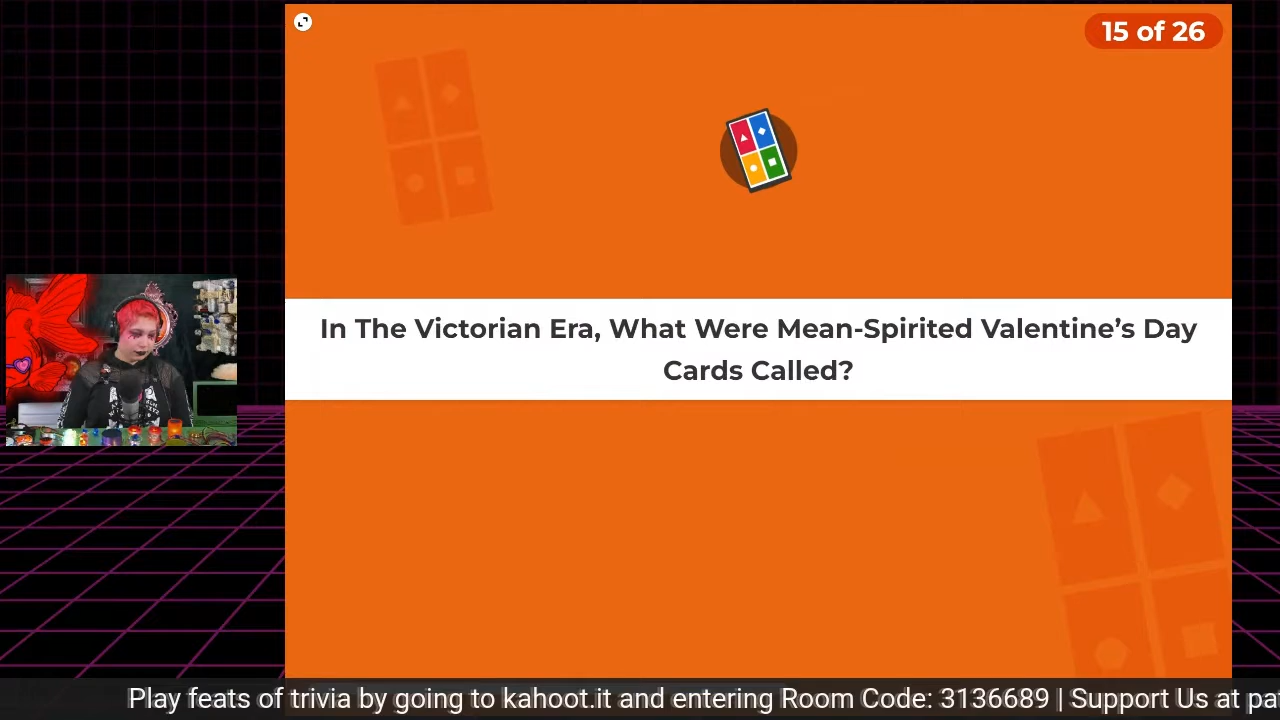 15 of 26
In The Victorian Era, What Were Mean-Spirited Valentine’s Day
Cards Called?
Play feats of trivia by going to kahoot.it and entering Room Code: 3136689 | Support Us at pa